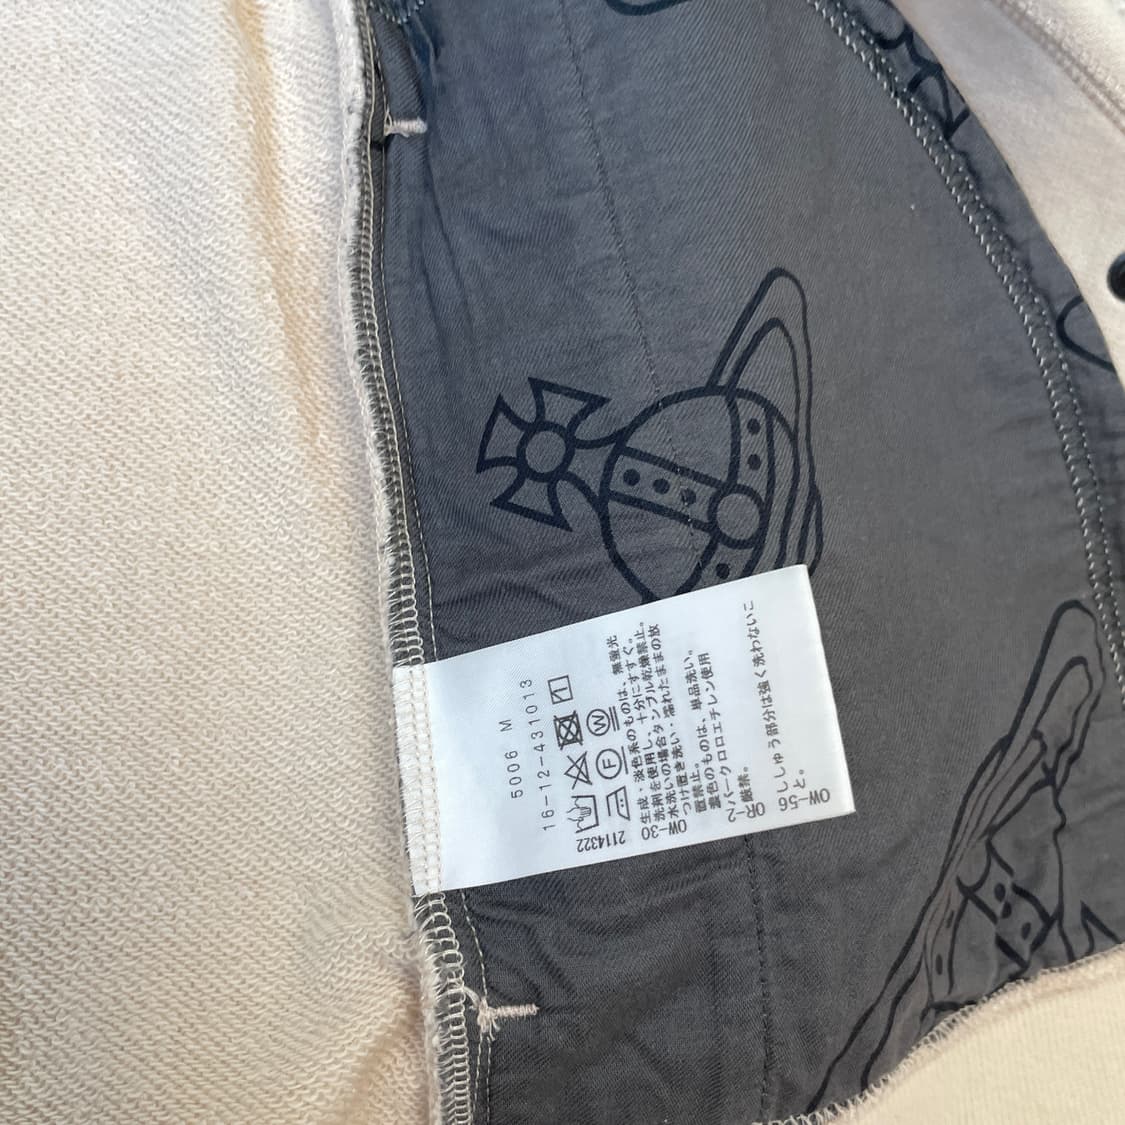 5006 M
16-12-431013
1
F W
2114322
OW-30 生成・淡色系のものは、無蛍光
洗剤を使用し、十分にすすぐ。
水洗いの場合タンブル乾燥禁止。
つけ置き洗い・濡れたままの放
置禁止。
濃色のものは、単品洗い。
OR-2 パークロロエチレン使用
厳禁。
OW-56 ししゅう部分は強く洗わないこ
と。